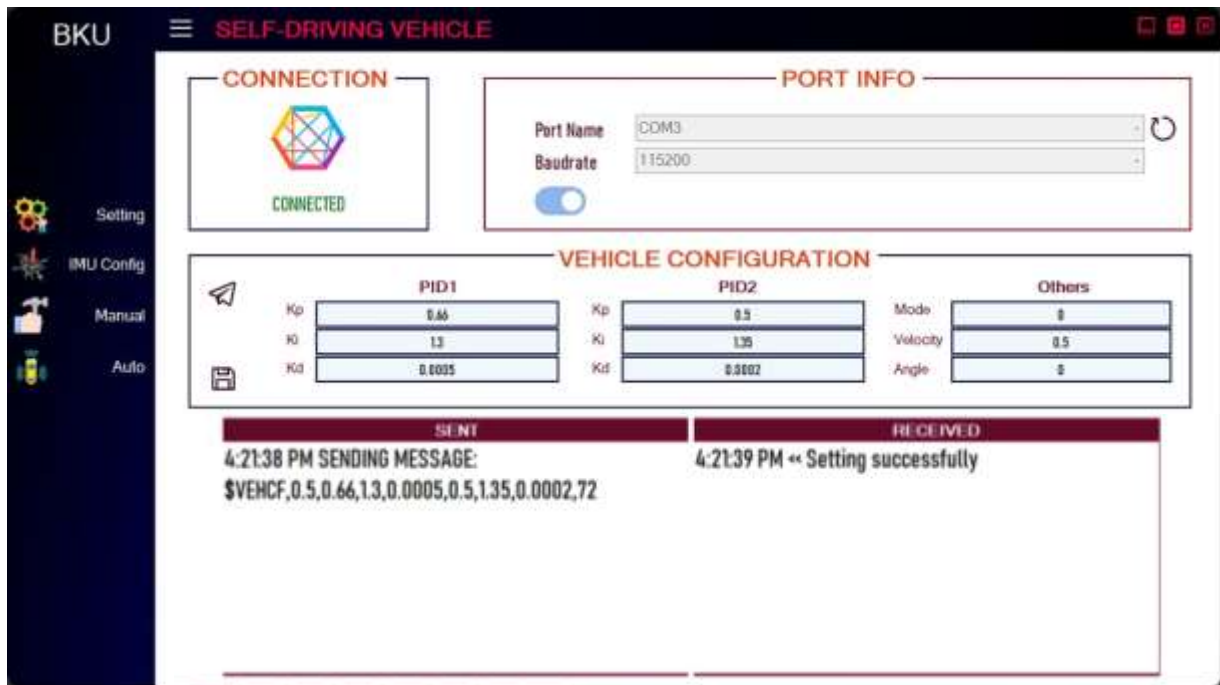 BKU
SELF-DRIVING VEHICLE
CONNECTION
CONNECTED
PORT INFO
Port Name COM3
Baudrate 115200
Setting
IMU Config
Manual
Auto
VEHICLE CONFIGURATION
PID1 PID2 Others
Kp 0.66 Kp 0.5 Mode 0
Ki 1.3 Ki 1.35 Velocity 0.5
Kd 0.0005 Kd 0.0002 Angle 0
SENT
4:21:38 PM SENDING MESSAGE:
$VEHCF,0.5,0.66,1.3,0.0005,0.5,1.35,0.0002,72
RECEIVED
4:21:39 PM << Setting successfully